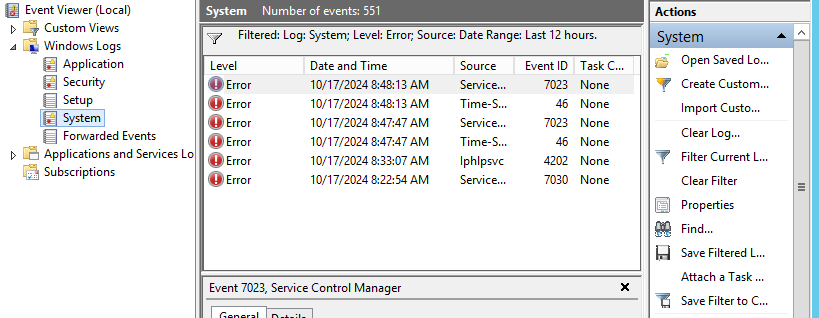 Event Viewer (Local)
Custom Views
Windows Logs
Application
Security
Setup
System
Forwarded Events
Applications and Services Lo
Subscriptions
System Number of events: 551
Filtered: Log: System; Level: Error; Source: Date Range: Last 12 hours.
Level Date and Time Source Event ID Task C...
Error 10/17/2024 8:48:13 AM Service... 7023 None
Error 10/17/2024 8:48:13 AM Time-S... 46 None
Error 10/17/2024 8:47:47 AM Service... 7023 None
Error 10/17/2024 8:47:47 AM Time-S... 46 None
Error 10/17/2024 8:33:07 AM Iphlpsvc 4202 None
Error 10/17/2024 8:22:54 AM Service... 7030 None
Event 7023, Service Control Manager
General Details
Actions
System
Open Saved Lo...
Create Custom...
Import Custo...
Clear Log...
Filter Current L...
Clear Filter
Properties
Find...
Save Filtered L...
Attach a Task ...
Save Filter to C...